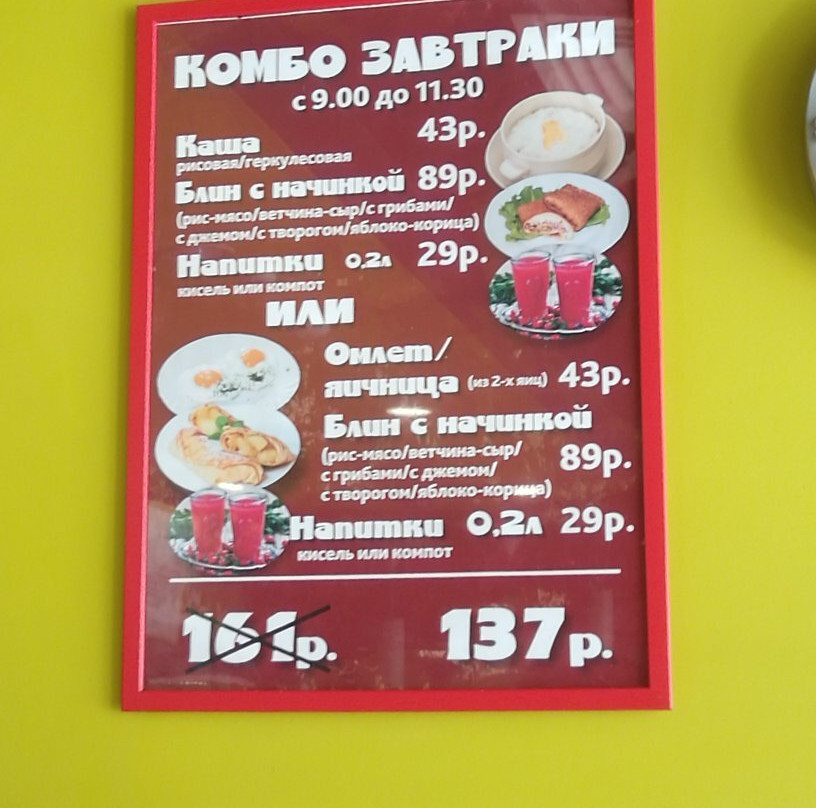 КОМБО ЗАВТРАКИ
с 9.00 до 11.30
Каша 43р.
рисовая/геркулесовая
Блин с начинкой 89р.
(рис-мясо/ветчина-сыр/с грибами/
с джемом/с творогом/яблоко-корица)
Напитки 0,2л 29р.
кисель или компот
ИЛИ
Омлет/
яичница (из 2-х яиц) 43р.
Блин с начинкой
(рис-мясо/ветчина-сыр/
с грибами/с джемом/ 89р.
с творогом/яблоко-корица)
Напитки 0,2л 29р.
кисель или компот
161р. 137р.